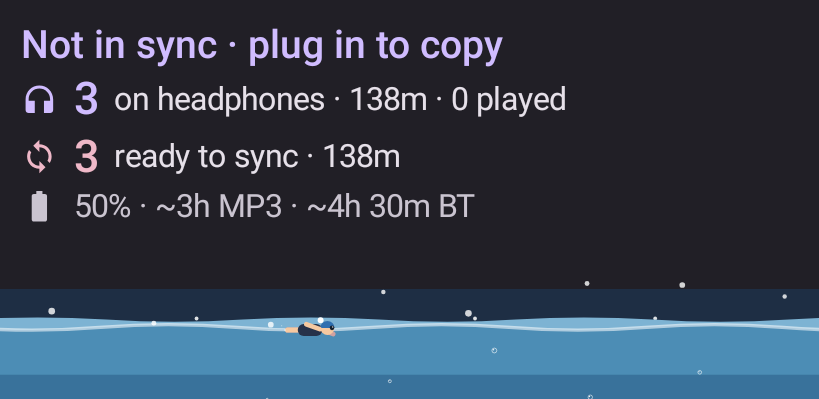 Not in sync · plug in to copy
3 on headphones · 138m · 0 played
3 ready to sync · 138m
50% · ~3h MP3 · ~4h 30m BT